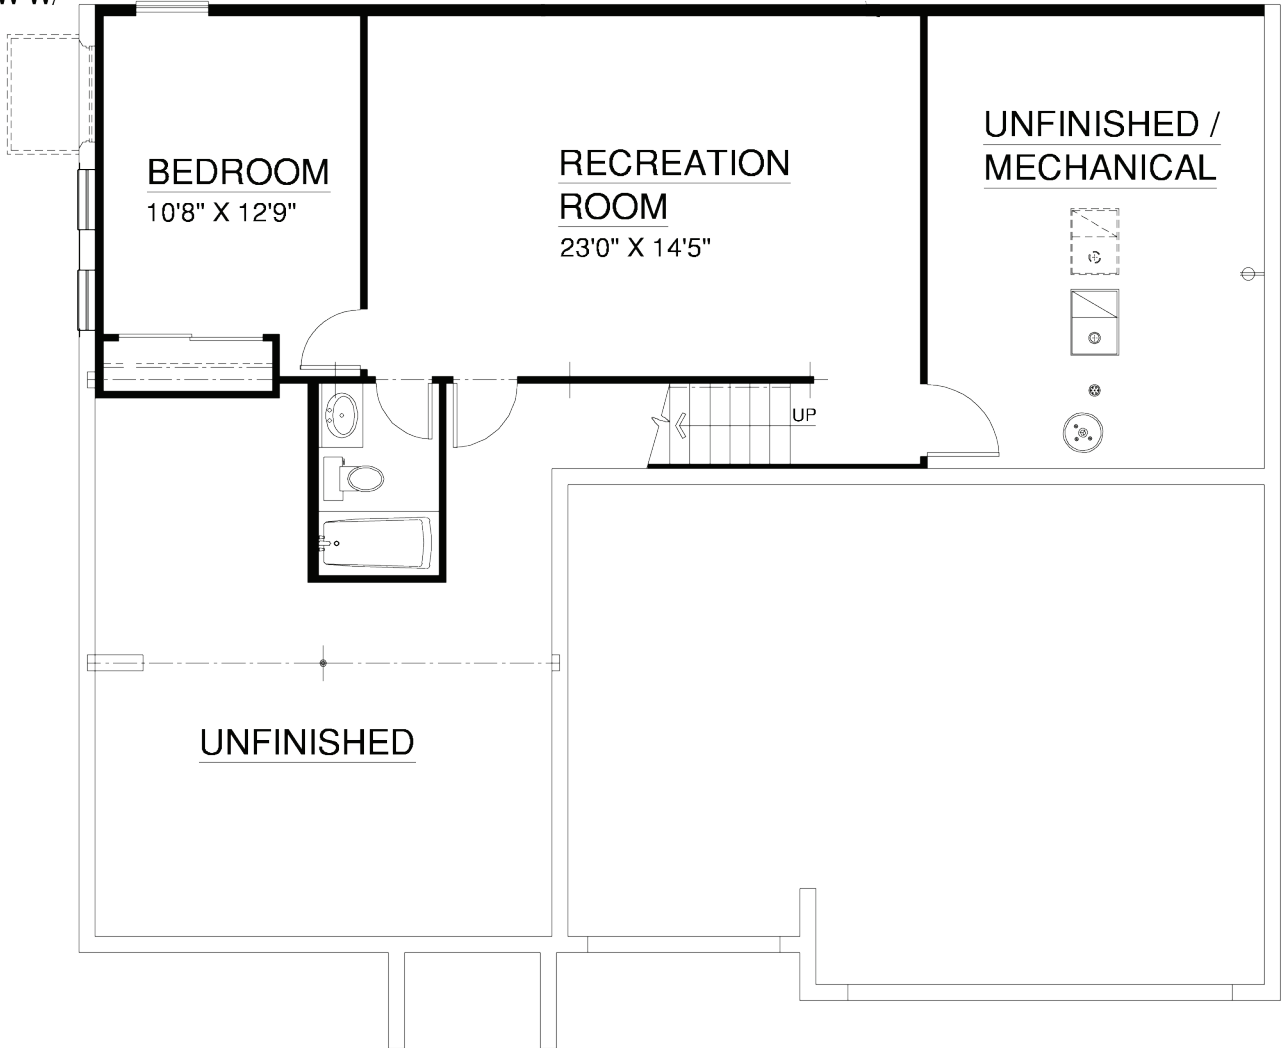 BEDROOM
10'8" X 12'9"
RECREATION
ROOM
23'0" X 14'5"
UNFINISHED /
MECHANICAL
UP
UNFINISHED